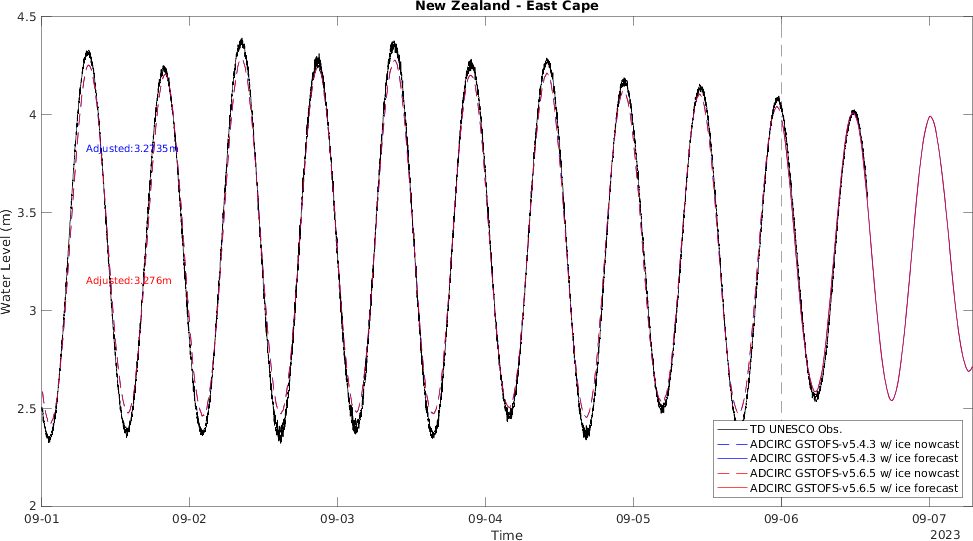 New Zealand - East Cape
4.5
4
3.5
3
2.5
2
Water Level (m)
Adjusted:3.2735m
Adjusted:3.276m
TD UNESCO Obs.
ADCIRC GSTOFS-v5.4.3 w/ ice nowcast
ADCIRC GSTOFS-v5.4.3 w/ ice forecast
ADCIRC GSTOFS-v5.6.5 w/ ice nowcast
ADCIRC GSTOFS-v5.6.5 w/ ice forecast
09-01 09-02 09-03 09-04 09-05 09-06 09-07
Time
2023